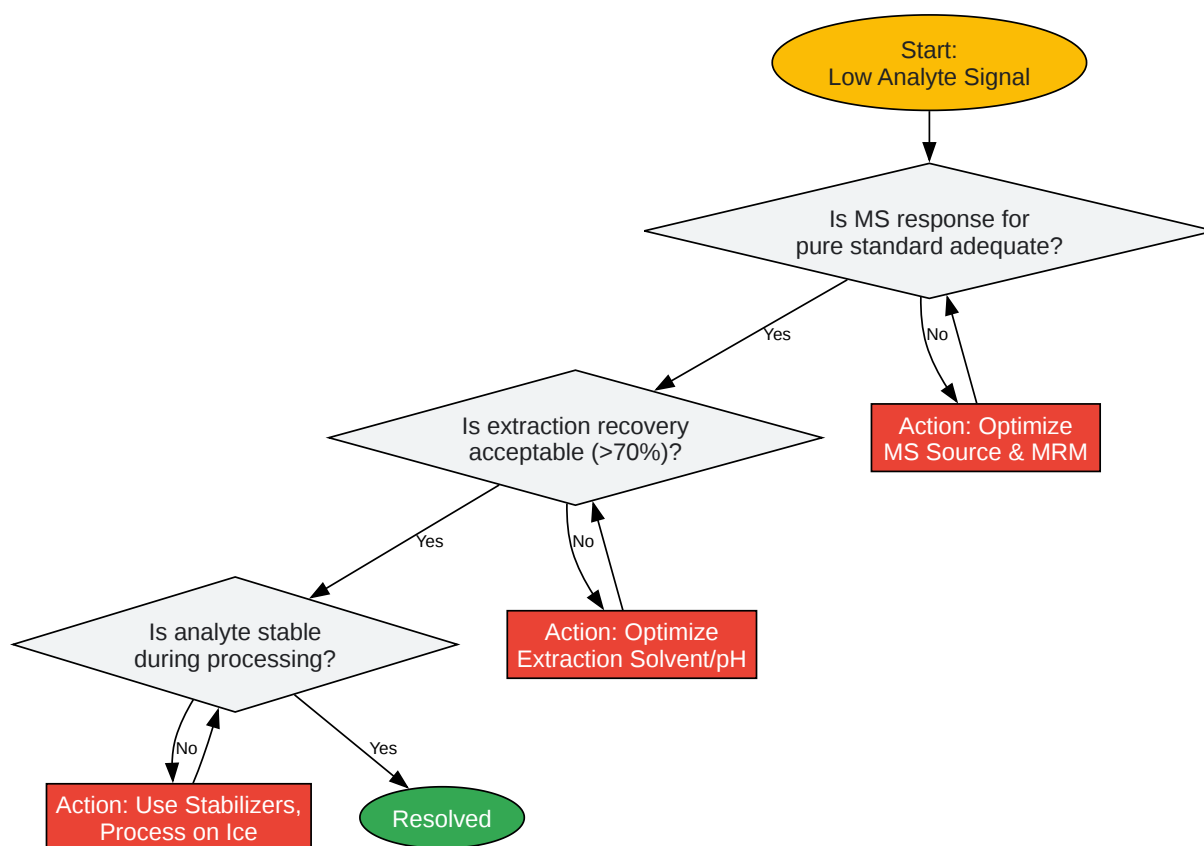 Start:
Low Analyte Signal
Is MS response for
pure standard adequate?
Yes
No
Action: Optimize
MS Source & MRM
Is extraction recovery
acceptable (>70%)?
Yes
No
Action: Optimize
Extraction Solvent/pH
Is analyte stable
during processing?
No
Yes
Action: Use Stabilizers,
Process on Ice
Resolved